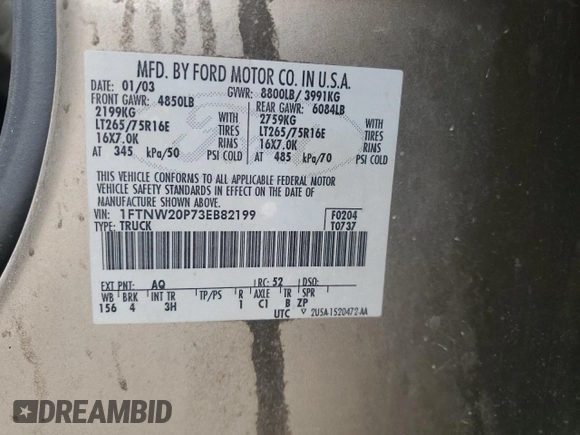 MFD. BY FORD MOTOR CO. IN U.S.A.
DATE: 01/03 GVWR: 8800LB/ 3991KG
FRONT GAWR: 4850LB REAR GAWR: 6084LB
2199KG WITH 2759KG WITH
LT265/75R16E TIRES LT265/75R16E TIRES
16X7.0K RIMS 16X7.0K RIMS
AT 345 kPa/50 PSI COLD AT 485 kPa/70 PSI COLD
THIS VEHICLE CONFORMS TO ALL APPLICABLE FEDERAL MOTOR
VEHICLE SAFETY STANDARDS IN EFFECT ON THE DATE OF
MANUFACTURE SHOWN ABOVE.
VIN: 1FTNW20P73EB82199 F0204
TYPE: TRUCK T0737
EXT PNT: AQ RC: 52 DSO:
WB BRK INT TR TP/PS R AXLE TR SPR
156 4 3H 1 C1 B ZP
UTC ▽ 2U5A-1520472-AA
DREAMBID